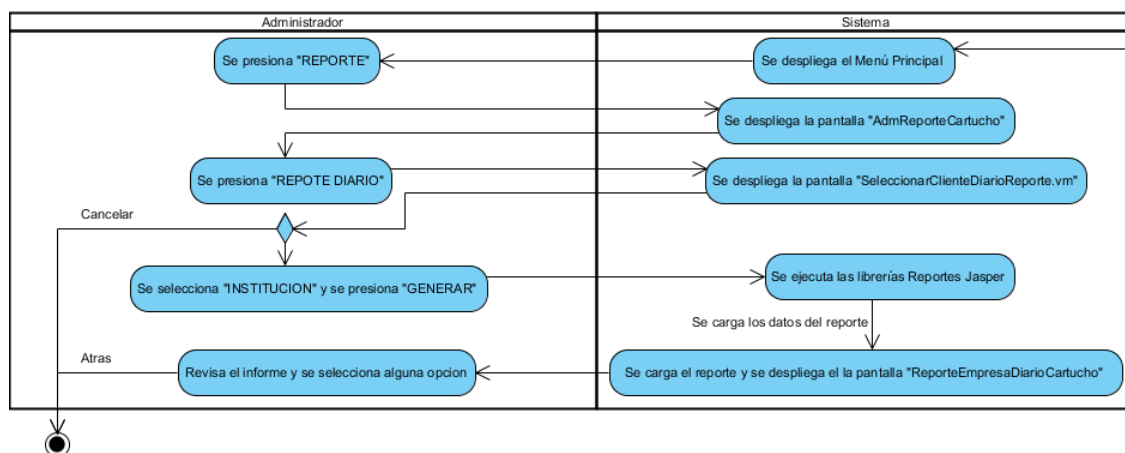 Administrador
Sistema
Se presiona "REPORTE"
Se despliega el Menú Principal
Se despliega la pantalla "AdmReporteCartucho"
Se presiona "REPOTE DIARIO"
Se despliega la pantalla "SeleccionarClienteDiarioReporte.vm"
Cancelar
Se selecciona "INSTITUCION" y se presiona "GENERAR"
Se ejecuta las librerías Reportes Jasper
Se carga los datos del reporte
Atras
Revisa el informe y se selecciona alguna opcion
Se carga el reporte y se despliega el la pantalla "ReporteEmpresaDiarioCartucho"